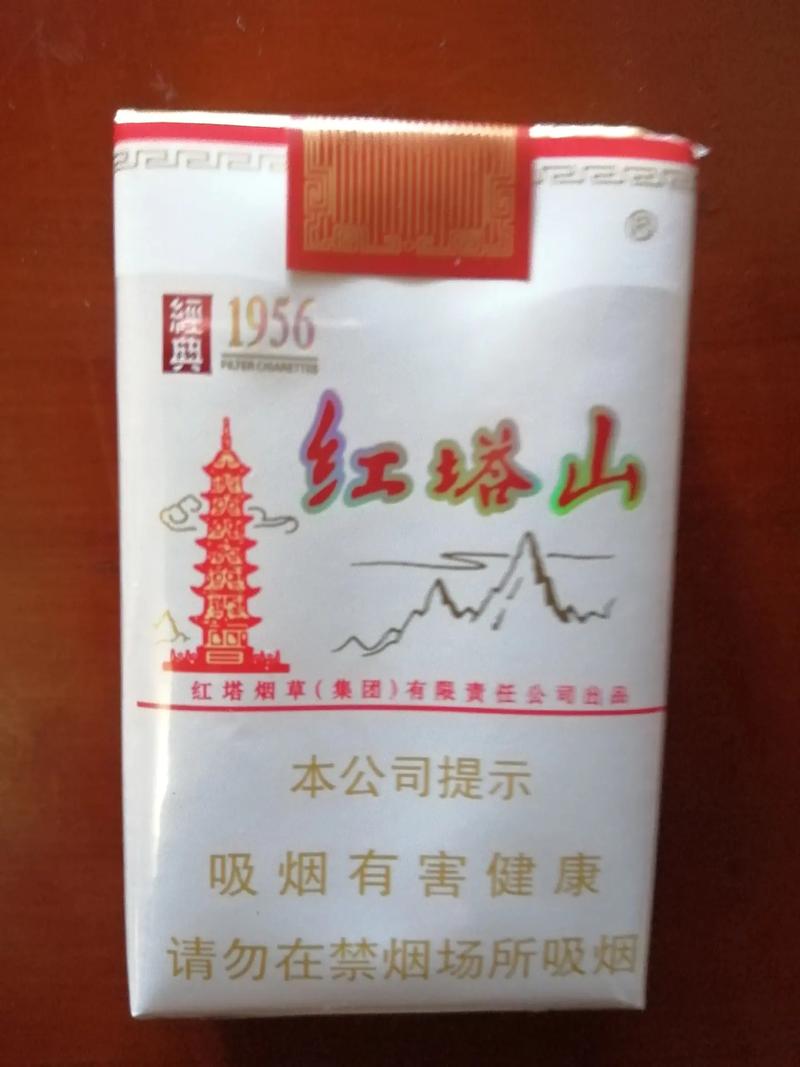 經典
1956
FILTER CIGARETTES
红塔山
红塔烟草(集团)有限责任公司出品
本公司提示
吸烟有害健康
请勿在禁烟场所吸烟